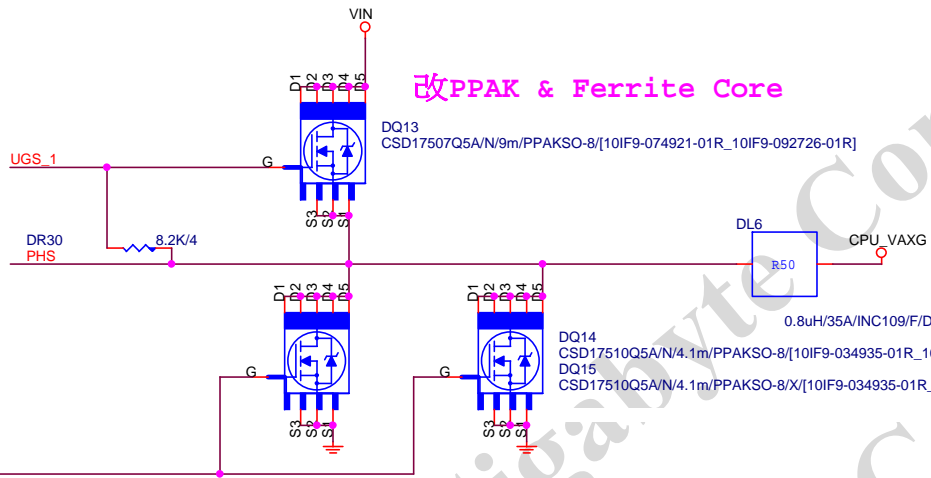 VIN
D1
D2
D3
D4
D5
改PPAK & Ferrite Core
DQ13
CSD17507Q5A/N/9m/PPAKSO-8/[10IF9-074921-01R_10IF9-092726-01R]
UGS_1
G
S3
S2
S1
DR30
8.2K/4
PHS
DL6
R50
CPU_VAXG
0.8uH/35A/INC109/F/D
D1
D2
D3
D4
D5
D1
D2
D3
D4
D5
DQ14
CSD17510Q5A/N/4.1m/PPAKSO-8/[10IF9-034935-01R_10
DQ15
CSD17510Q5A/N/4.1m/PPAKSO-8/X/[10IF9-034935-01R_
G
G
S3
S2
S1
S3
S2
S1
Gigabyte Con
C